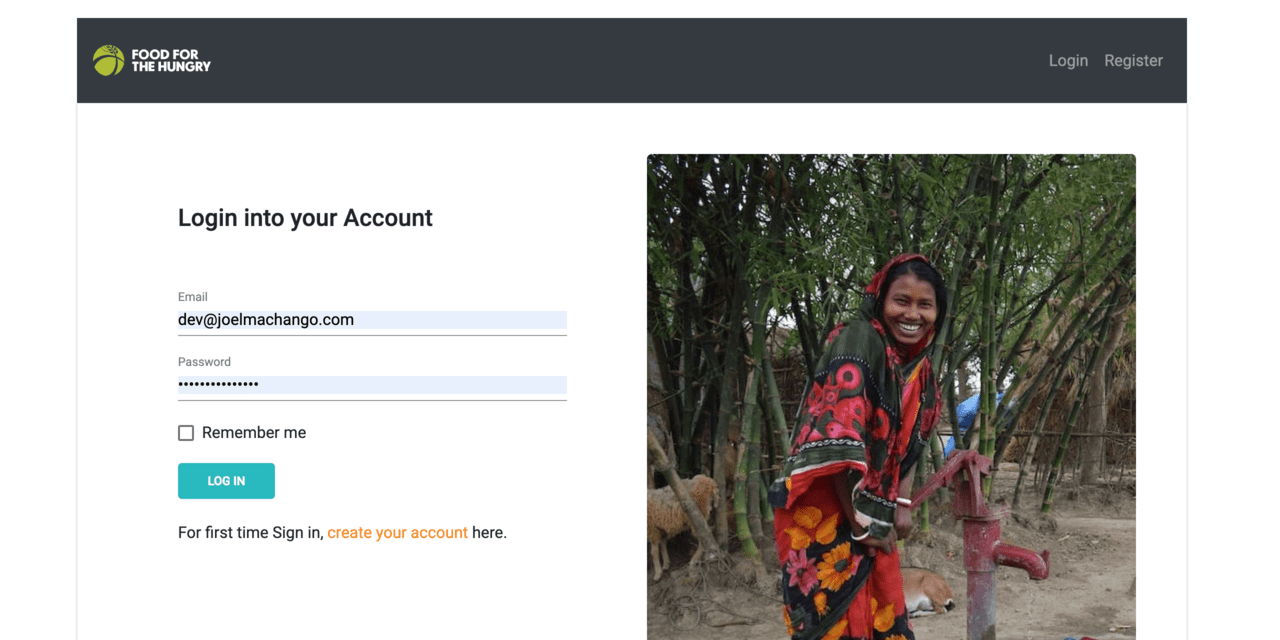 FOOD FOR
THE HUNGRY
Login Register
Login into your Account
Email
dev@joelmachango.com
Password
•••••••••••••••
Remember me
LOG IN
For first time Sign in, create your account here.